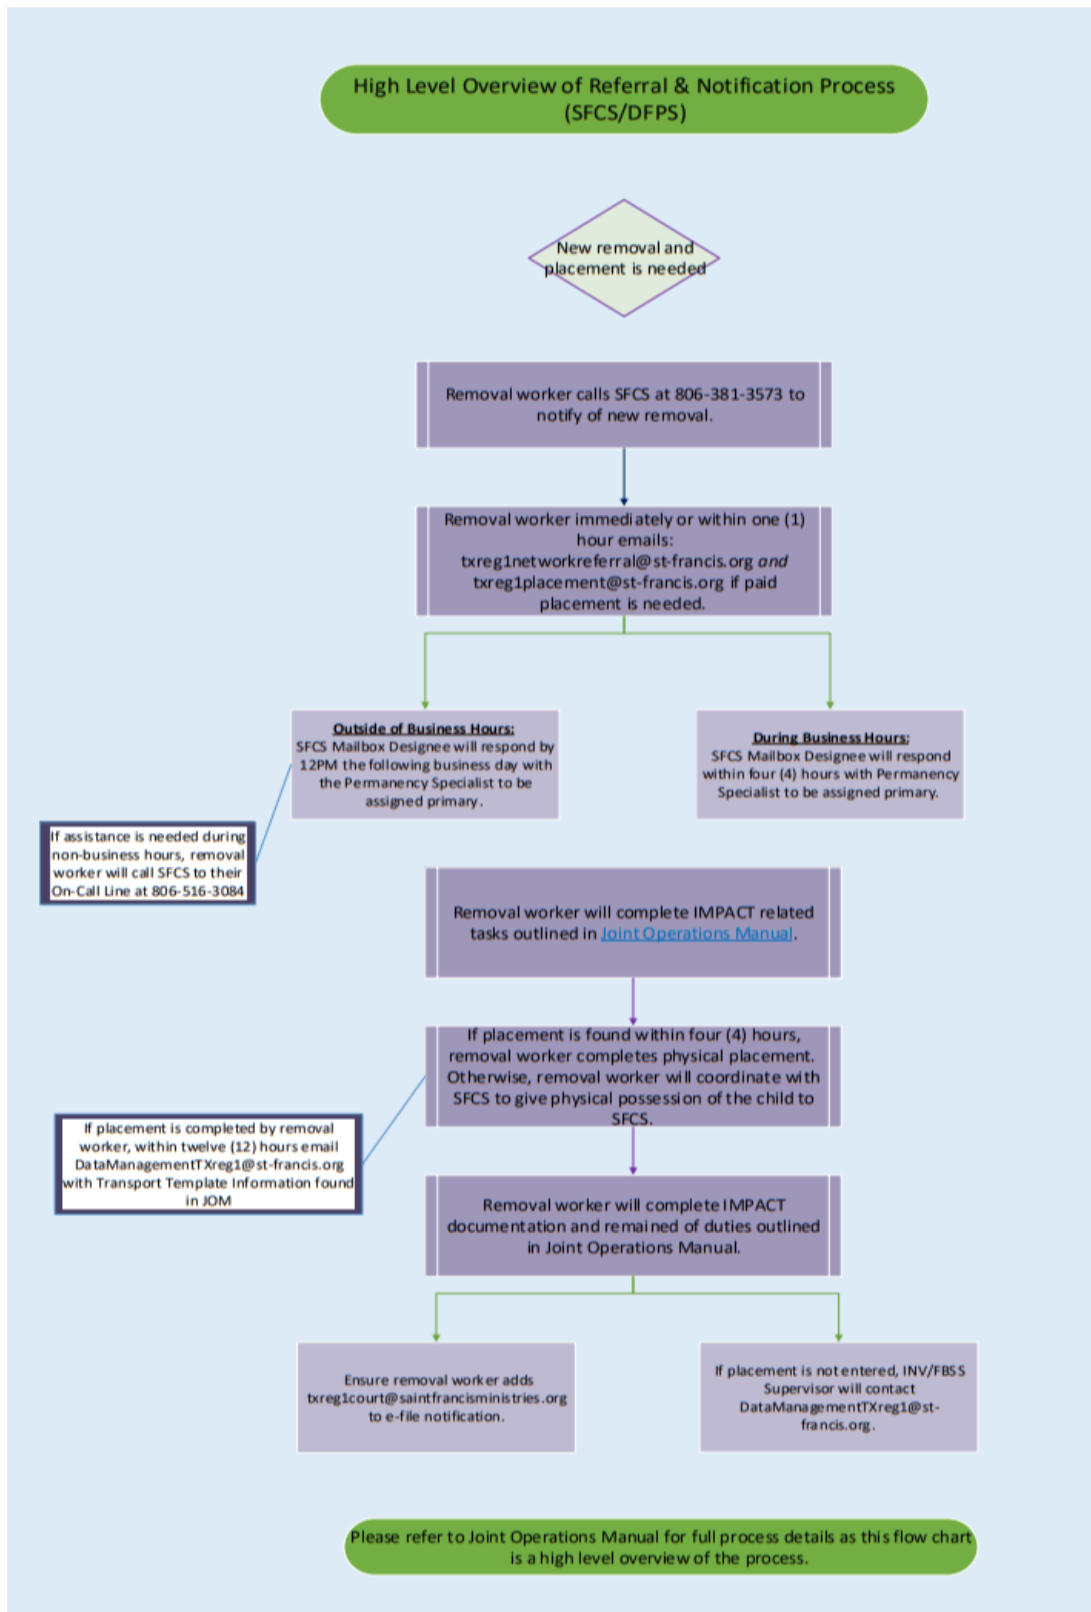 High Level Overview of Referral & Notification Process
(SFCS/DFPS)
New removal and
placement is needed
Removal worker calls SFCS at 806-381-3573 to
notify of new removal.
Removal worker immediately or within one (1)
hour emails:
txreg1networkreferral@st-francis.org and
txreg1placement@st-francis.org if paid
placement is needed.
Outside of Business Hours:
SFCS Mailbox Designee will respond by
12PM the following business day with
the Permanency Specialist to be
assigned primary.
During Business Hours:
SFCS Mailbox Designee will respond
within four (4) hours with Permanency
Specialist to be assigned primary.
If assistance is needed during
non-business hours, removal
worker will call SFCS to their
On-Call Line at 806-516-3084
Removal worker will complete IMPACT related
tasks outlined in Joint Operations Manual.
If placement is found within four (4) hours,
removal worker completes physical placement.
Otherwise, removal worker will coordinate with
SFCS to give physical possession of the child to
SFCS.
If placement is completed by removal
worker, within twelve (12) hours email
DataManagementTXreg1@st-francis.org
with Transport Template Information found
in JOM
Removal worker will complete IMPACT
documentation and remained of duties outlined
in Joint Operations Manual.
Ensure removal worker adds
txreg1court@saintfrancisministries.org
to e-file notification.
If placement is not entered, INV/FBSS
Supervisor will contact
DataManagementTXreg1@st-
francis.org.
Please refer to Joint Operations Manual for full process details as this flow chart
is a high level overview of the process.